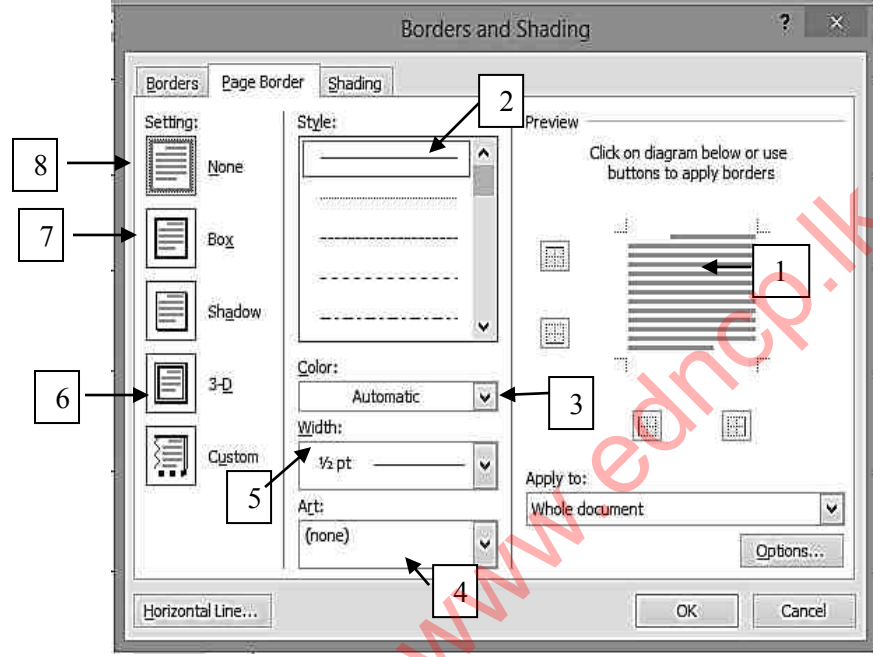 Borders and Shading
? ×
Borders Page Border Shading
Setting:
8
None
7
Box
Shadow
6
3-D
Custom
Style:
2
Color:
Automatic
3
Width:
½ pt
5
Art:
(none)
4
Preview
Click on diagram below or use
buttons to apply borders
1
Apply to:
Whole document
Options...
Horizontal Line...
OK
Cancel
www.edncp.lk